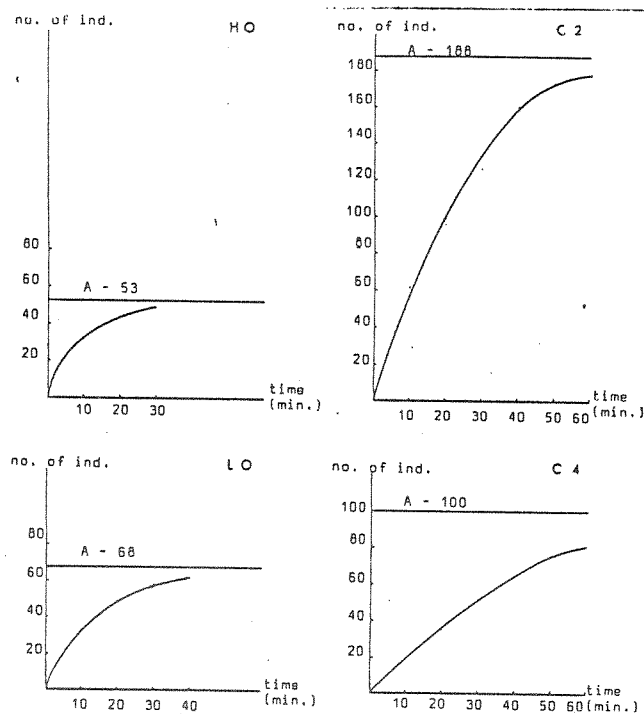 no. of ind.
H O
80
60
A - 53
40
20
10 20 30
time
(min.)
no. of ind.
C 2
A - 188
180
160
140
120
100
80
60
40
20
10 20 30 40 50 60
time
(min.)
no. of ind.
L O
80
A - 68
60
40
20
10 20 30 40
time
(min.)
no. of ind.
C 4
100
A - 100
80
60
40
20
10 20 30 40 50 60
time
(min.)